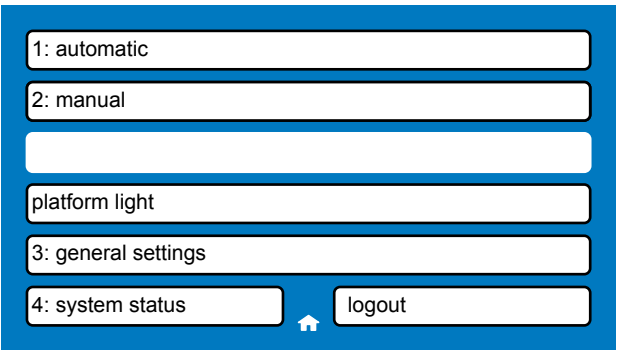 1: automatic
2: manual
platform light
3: general settings
4: system status
logout